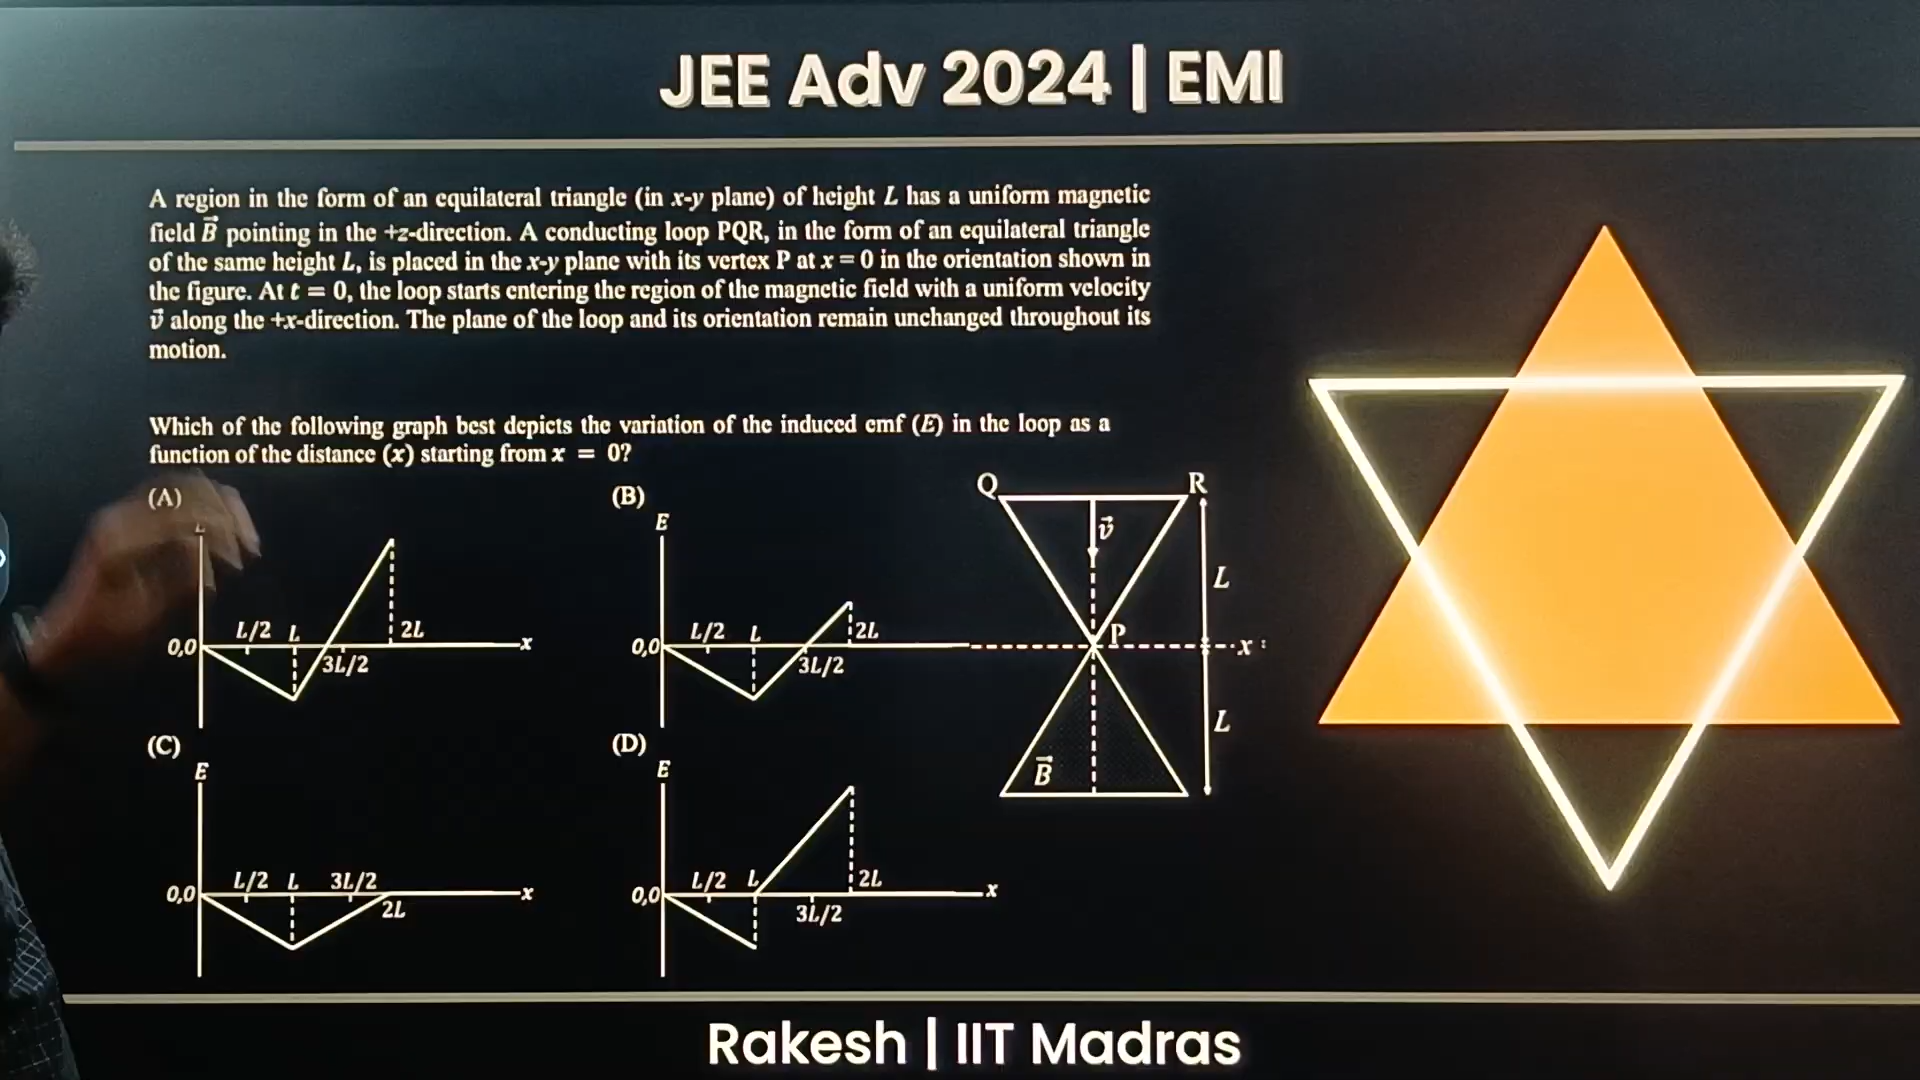 JEE Adv 2024 | EMI
A region in the form of an equilateral triangle (in x-y plane) of height L has a uniform magnetic
field B⃗ pointing in the +z-direction. A conducting loop PQR, in the form of an equilateral triangle
of the same height L, is placed in the x-y plane with its vertex P at x = 0 in the orientation shown in
the figure. At t = 0, the loop starts entering the region of the magnetic field with a uniform velocity
v⃗ along the +x-direction. The plane of the loop and its orientation remain unchanged throughout its
motion.
Which of the following graph best depicts the variation of the induced emf (E) in the loop as a
function of the distance (x) starting from x = 0?
(A)
0,0
L/2 L
3L/2
2L
x
(B)
E
0,0
L/2 L
3L/2
2L
Q
R
v⃗
L
P
x
L
B⃗
(C)
E
0,0
L/2 L 3L/2
2L
x
(D)
E
0,0
L/2 L
3L/2
2L
x
Rakesh | IIT Madras